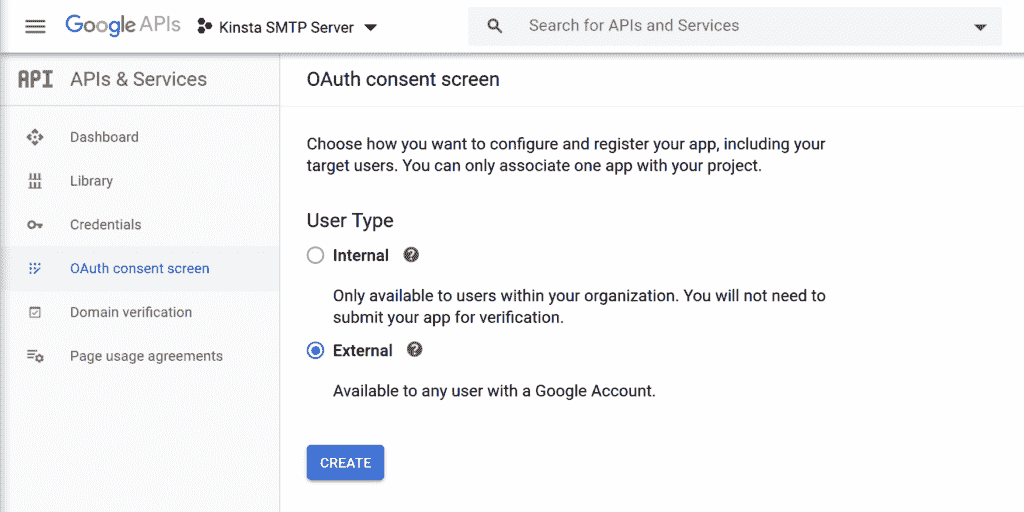 Google APIs
Kinsta SMTP Server
Search for APIs and Services
API
APIs & Services
Dashboard
Library
Credentials
OAuth consent screen
Domain verification
Page usage agreements
OAuth consent screen
Choose how you want to configure and register your app, including your
target users. You can only associate one app with your project.
User Type
Internal
Only available to users within your organization. You will not need to
submit your app for verification.
External
Available to any user with a Google Account.
CREATE